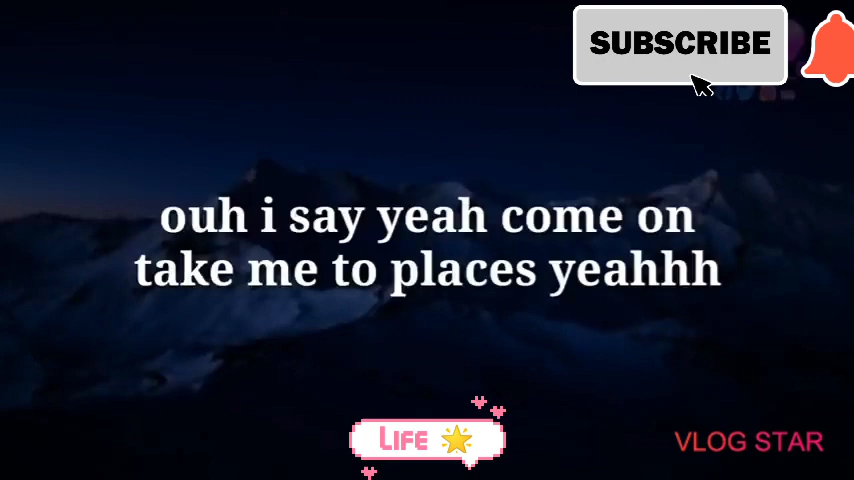 SUBSCRIBE
ouh i say yeah come on
take me to places yeahhh
LIFE
VLOG STAR